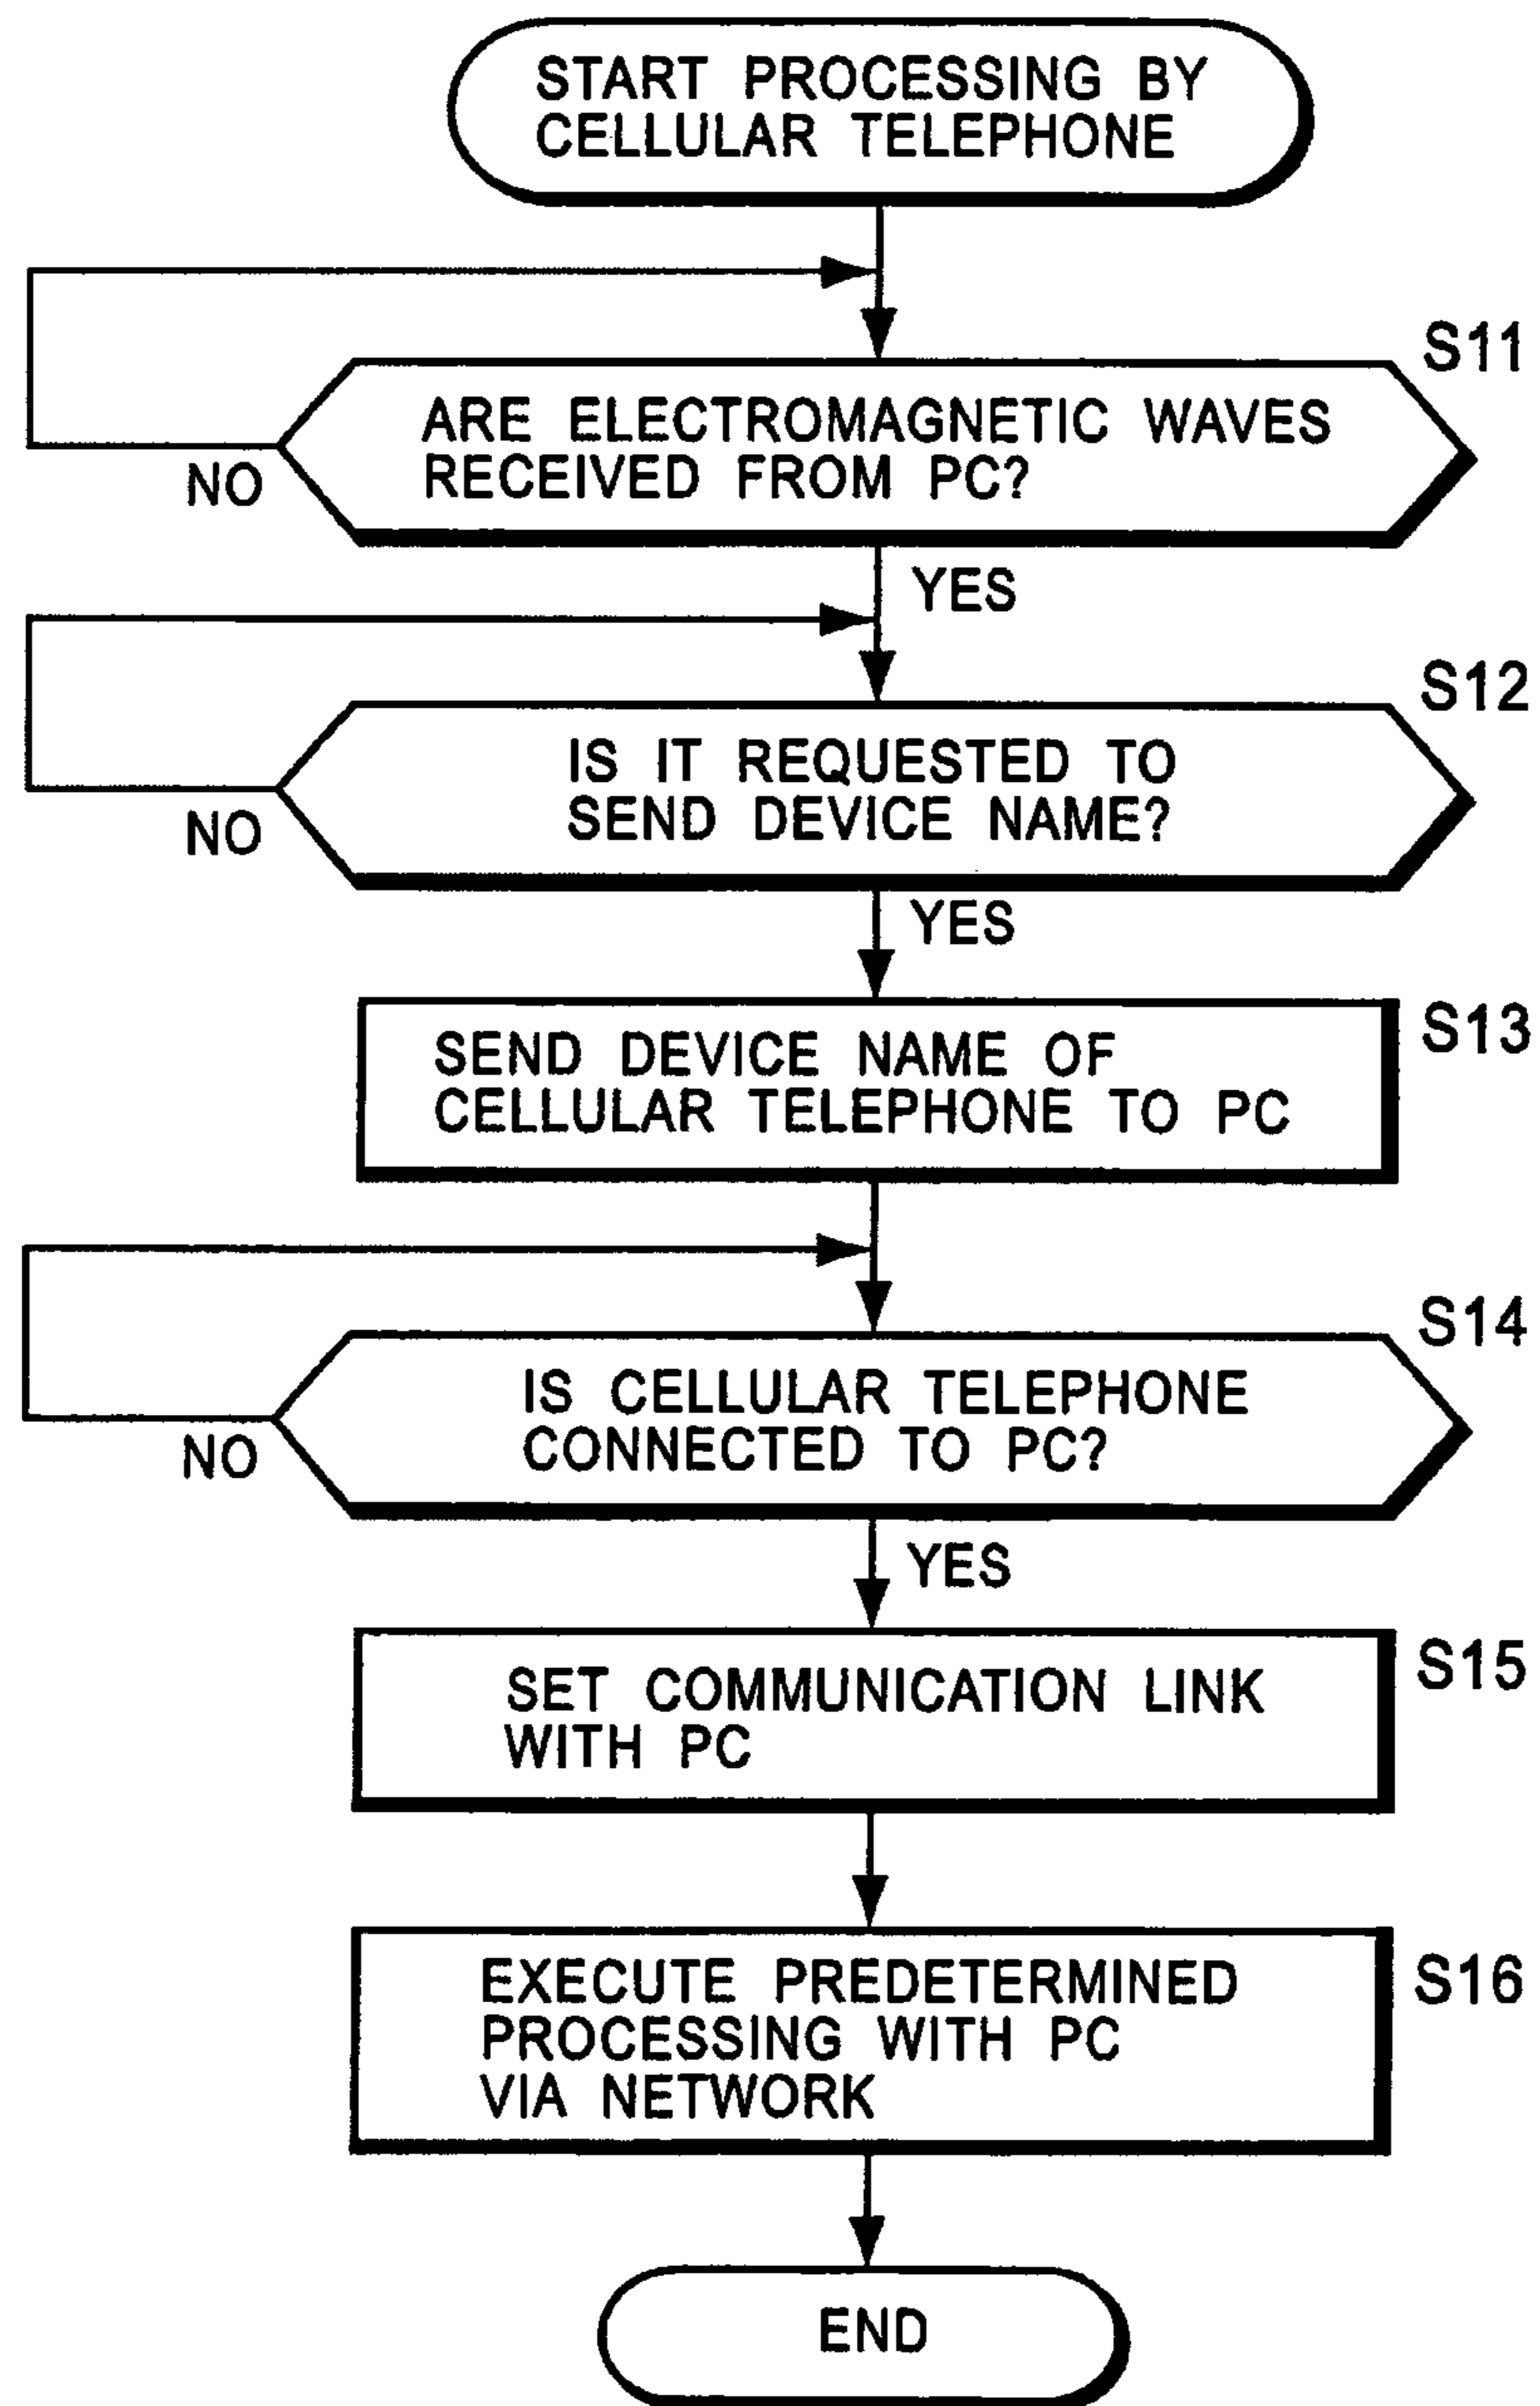 START PROCESSING BY
CELLULAR TELEPHONE
S11
ARE ELECTROMAGNETIC WAVES
RECEIVED FROM PC?
NO
YES
S12
IS IT REQUESTED TO
SEND DEVICE NAME?
NO
YES
S13
SEND DEVICE NAME OF
CELLULAR TELEPHONE TO PC
S14
IS CELLULAR TELEPHONE
CONNECTED TO PC?
NO
YES
S15
SET COMMUNICATION LINK
WITH PC
S16
EXECUTE PREDETERMINED
PROCESSING WITH PC
VIA NETWORK
END